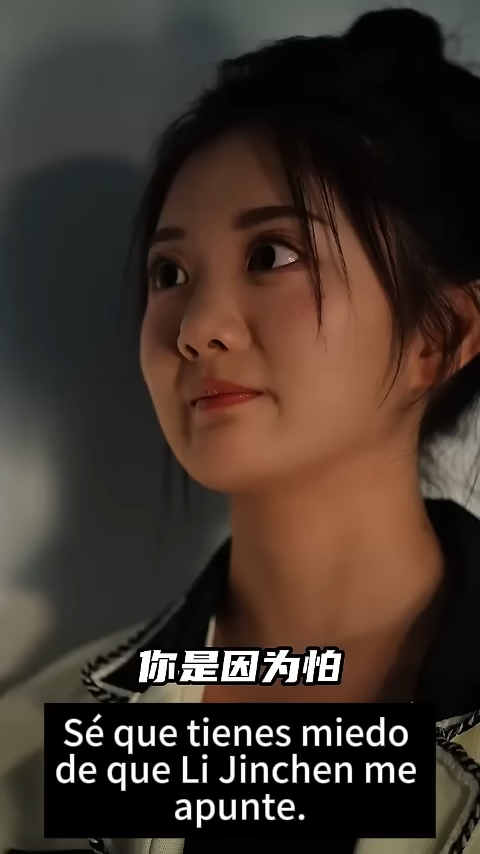 你是因为怕
Sé que tienes miedo
de que Li Jinchen me
apunte.